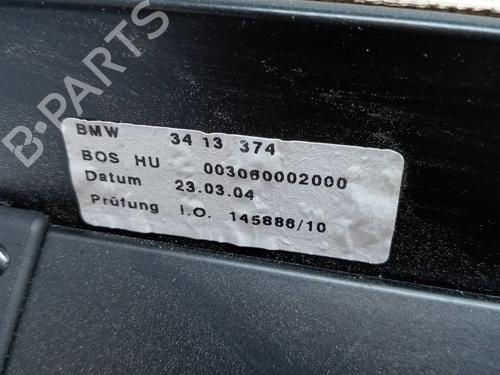 B-PARTS
BMW 34 13 374
BOS HU 003060002000
Datum 23.03.04
Prüfung I.O. 145886/10